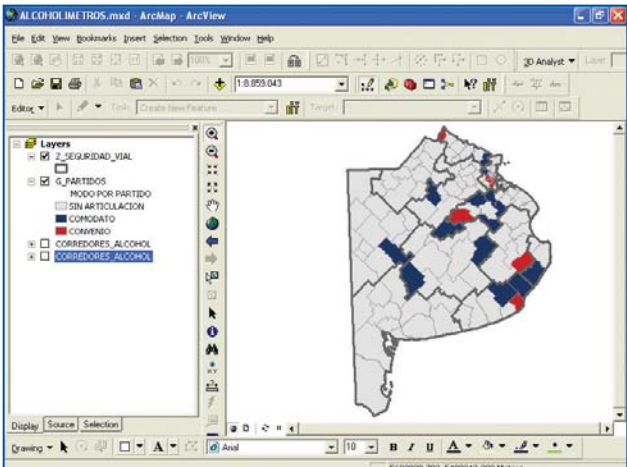 ALCOHOLIMETROS.mxd - ArcMap - ArcView
File Edit View Bookmarks Insert Selection Tools Window Help
100% 3D Analyst Layer:
1:8.859.043
Editor Task: Create New Feature Target:
Layers
Z_SEGURIDAD_VIAL
G_PARTIDOS
MODO POR PARTIDO
SIN ARTICULACION
COMODATO
CONVENIO
CORREDORES_ALCOHOL
CORREDORES_ALCOHOL
Display Source Selection
Drawing A Arial 10 B I U A